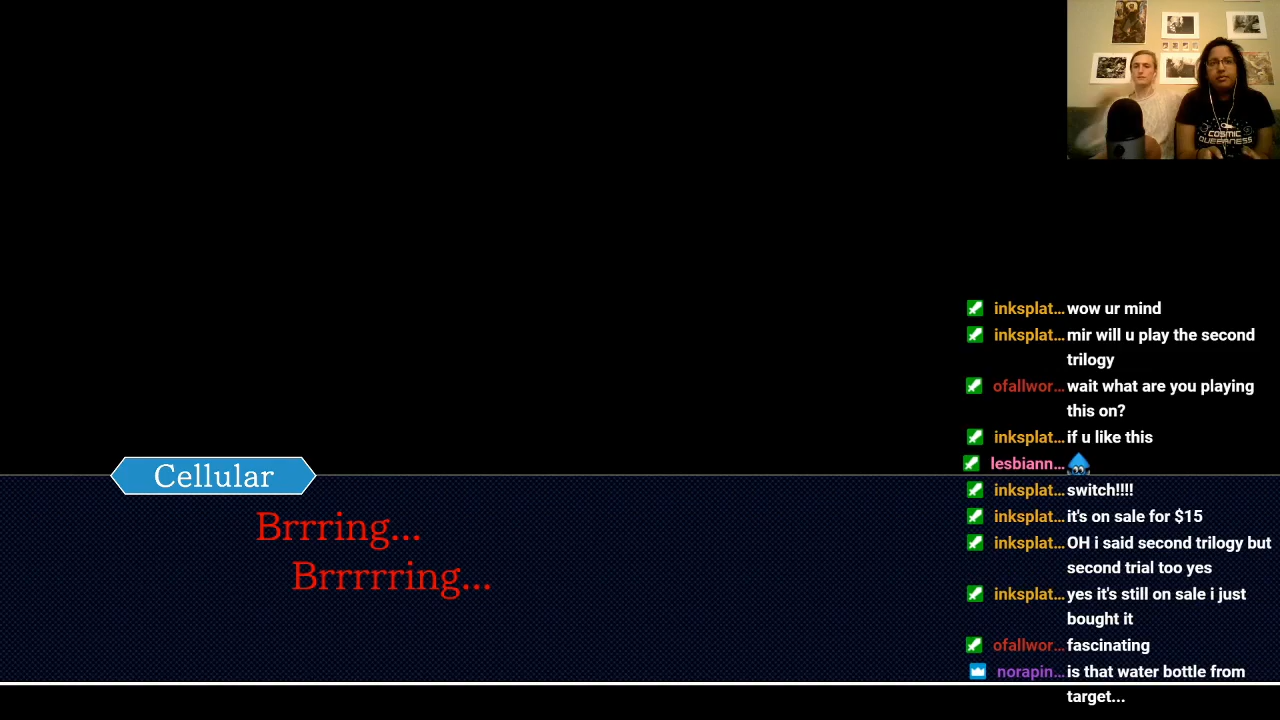 COSMIC
QUEERNESS
inksplat… wow ur mind
inksplat… mir will u play the second
trilogy
ofallwor… wait what are you playing
this on?
inksplat… if u like this
lesbiann…
inksplat… switch!!!!
inksplat… it's on sale for $15
inksplat… OH i said second trilogy but
second trial too yes
inksplat… yes it's still on sale i just
bought it
ofallwor… fascinating
norapin… is that water bottle from
target...
Cellular
Brrring...
Brrrrring...